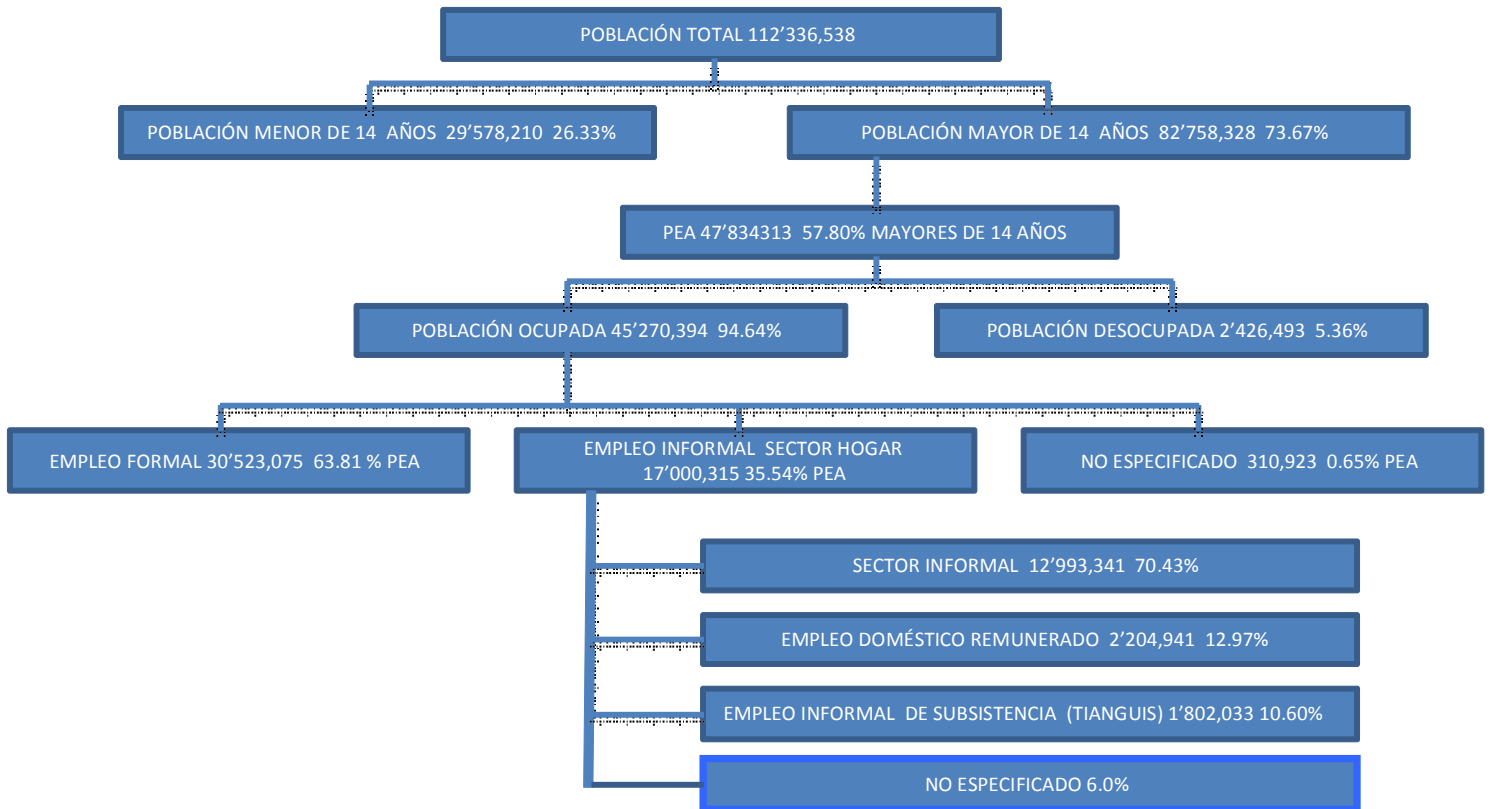 POBLACIÓN TOTAL 112’336,538
POBLACIÓN MENOR DE 14 AÑOS 29’578,210 26.33%
POBLACIÓN MAYOR DE 14 AÑOS 82’758,328 73.67%
PEA 47’834313 57.80% MAYORES DE 14 AÑOS
POBLACIÓN OCUPADA 45’270,394 94.64%
POBLACIÓN DESOCUPADA 2’426,493 5.36%
EMPLEO FORMAL 30’523,075 63.81 % PEA
EMPLEO INFORMAL SECTOR HOGAR
17’000,315 35.54% PEA
NO ESPECIFICADO 310,923 0.65% PEA
SECTOR INFORMAL 12’993,341 70.43%
EMPLEO DOMÉSTICO REMUNERADO 2’204,941 12.97%
EMPLEO INFORMAL DE SUBSISTENCIA (TIANGUIS) 1’802,033 10.60%
NO ESPECIFICADO 6.0%